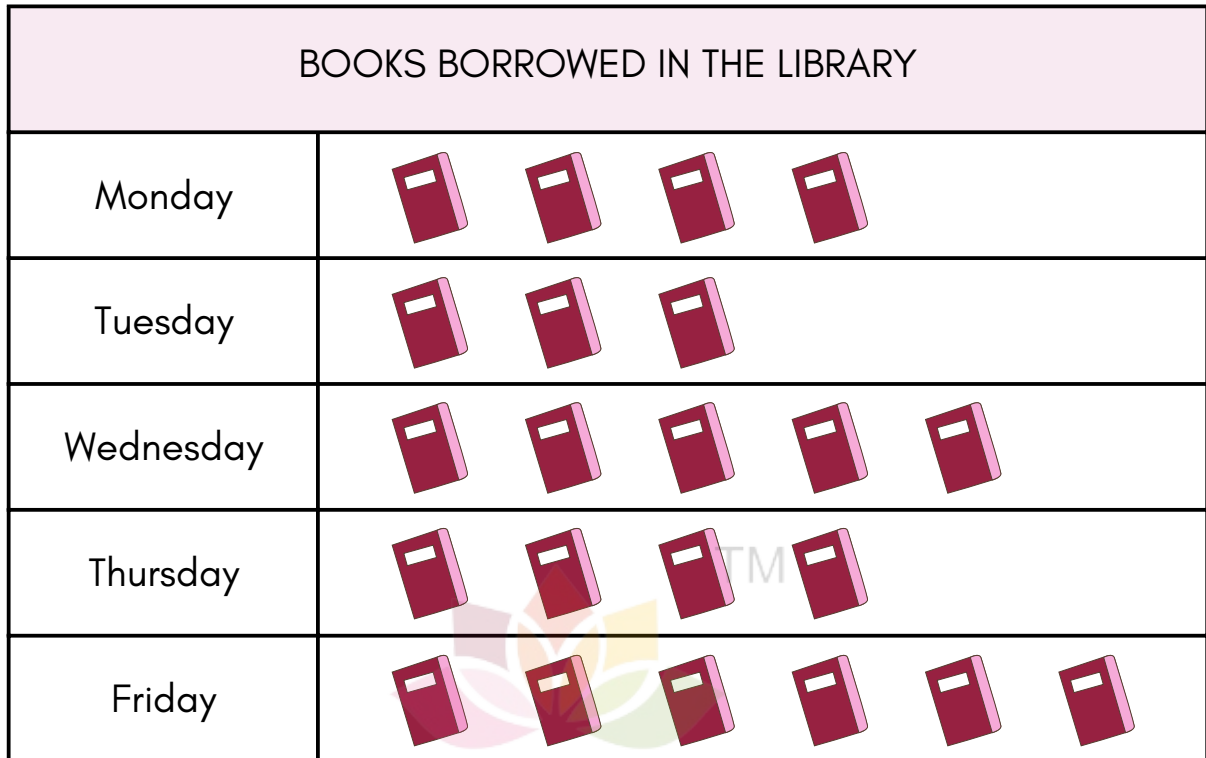 BOOKS BORROWED IN THE LIBRARY
Monday
Tuesday
Wednesday
Thursday
TM
Friday